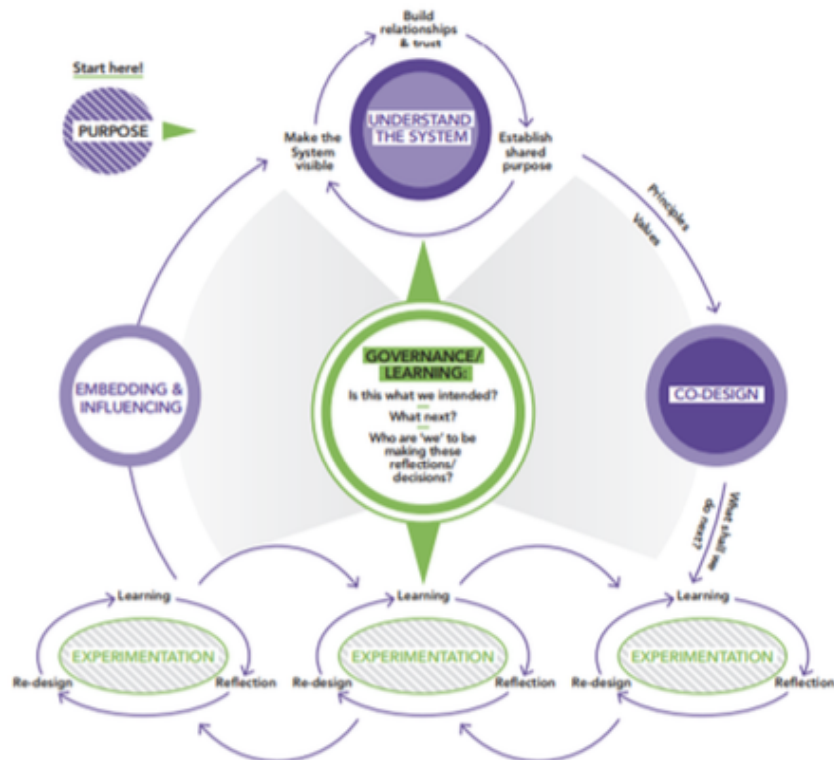 Start here!
PURPOSE
Build
relationships
& trust
UNDERSTAND
THE SYSTEM
Make the
System
visible
Establish
shared
purpose
Principles
Values
GOVERNANCE/
LEARNING:
Is this what we intended?
What next?
Who are ‘we’ to be
making these
reflections/
decisions?
EMBEDDING &
INFLUENCING
CO-DESIGN
What shall we
do next?
Learning
EXPERIMENTATION
Re-design
Reflection
Learning
EXPERIMENTATION
Re-design
Reflection
Learning
EXPERIMENTATION
Re-design
Reflection